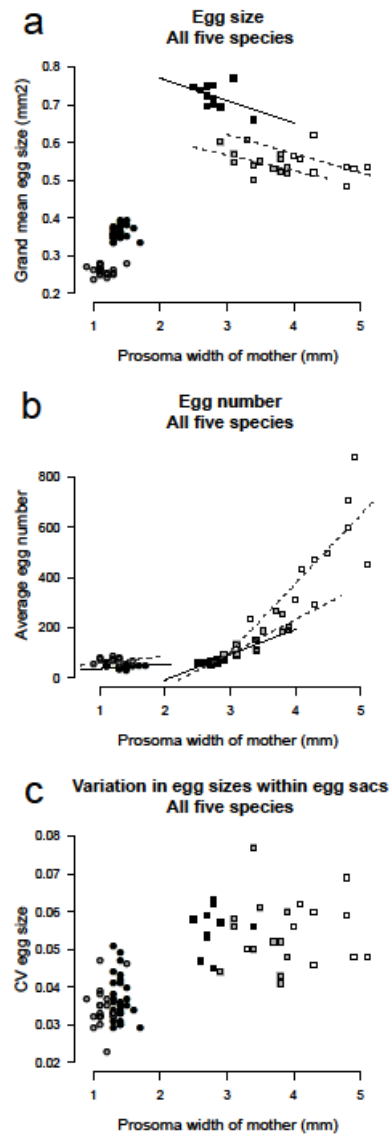 a
Egg size
All five species
Grand mean egg size (mm2)
0.8
0.7
0.6
0.5
0.4
0.3
0.2
1 2 3 4 5
Prosoma width of mother (mm)
b
Egg number
All five species
Average egg number
800
600
400
200
0
1 2 3 4 5
Prosoma width of mother (mm)
c
Variation in egg sizes within egg sacs
All five species
CV egg size
0.08
0.07
0.06
0.05
0.04
0.03
0.02
1 2 3 4 5
Prosoma width of mother (mm)